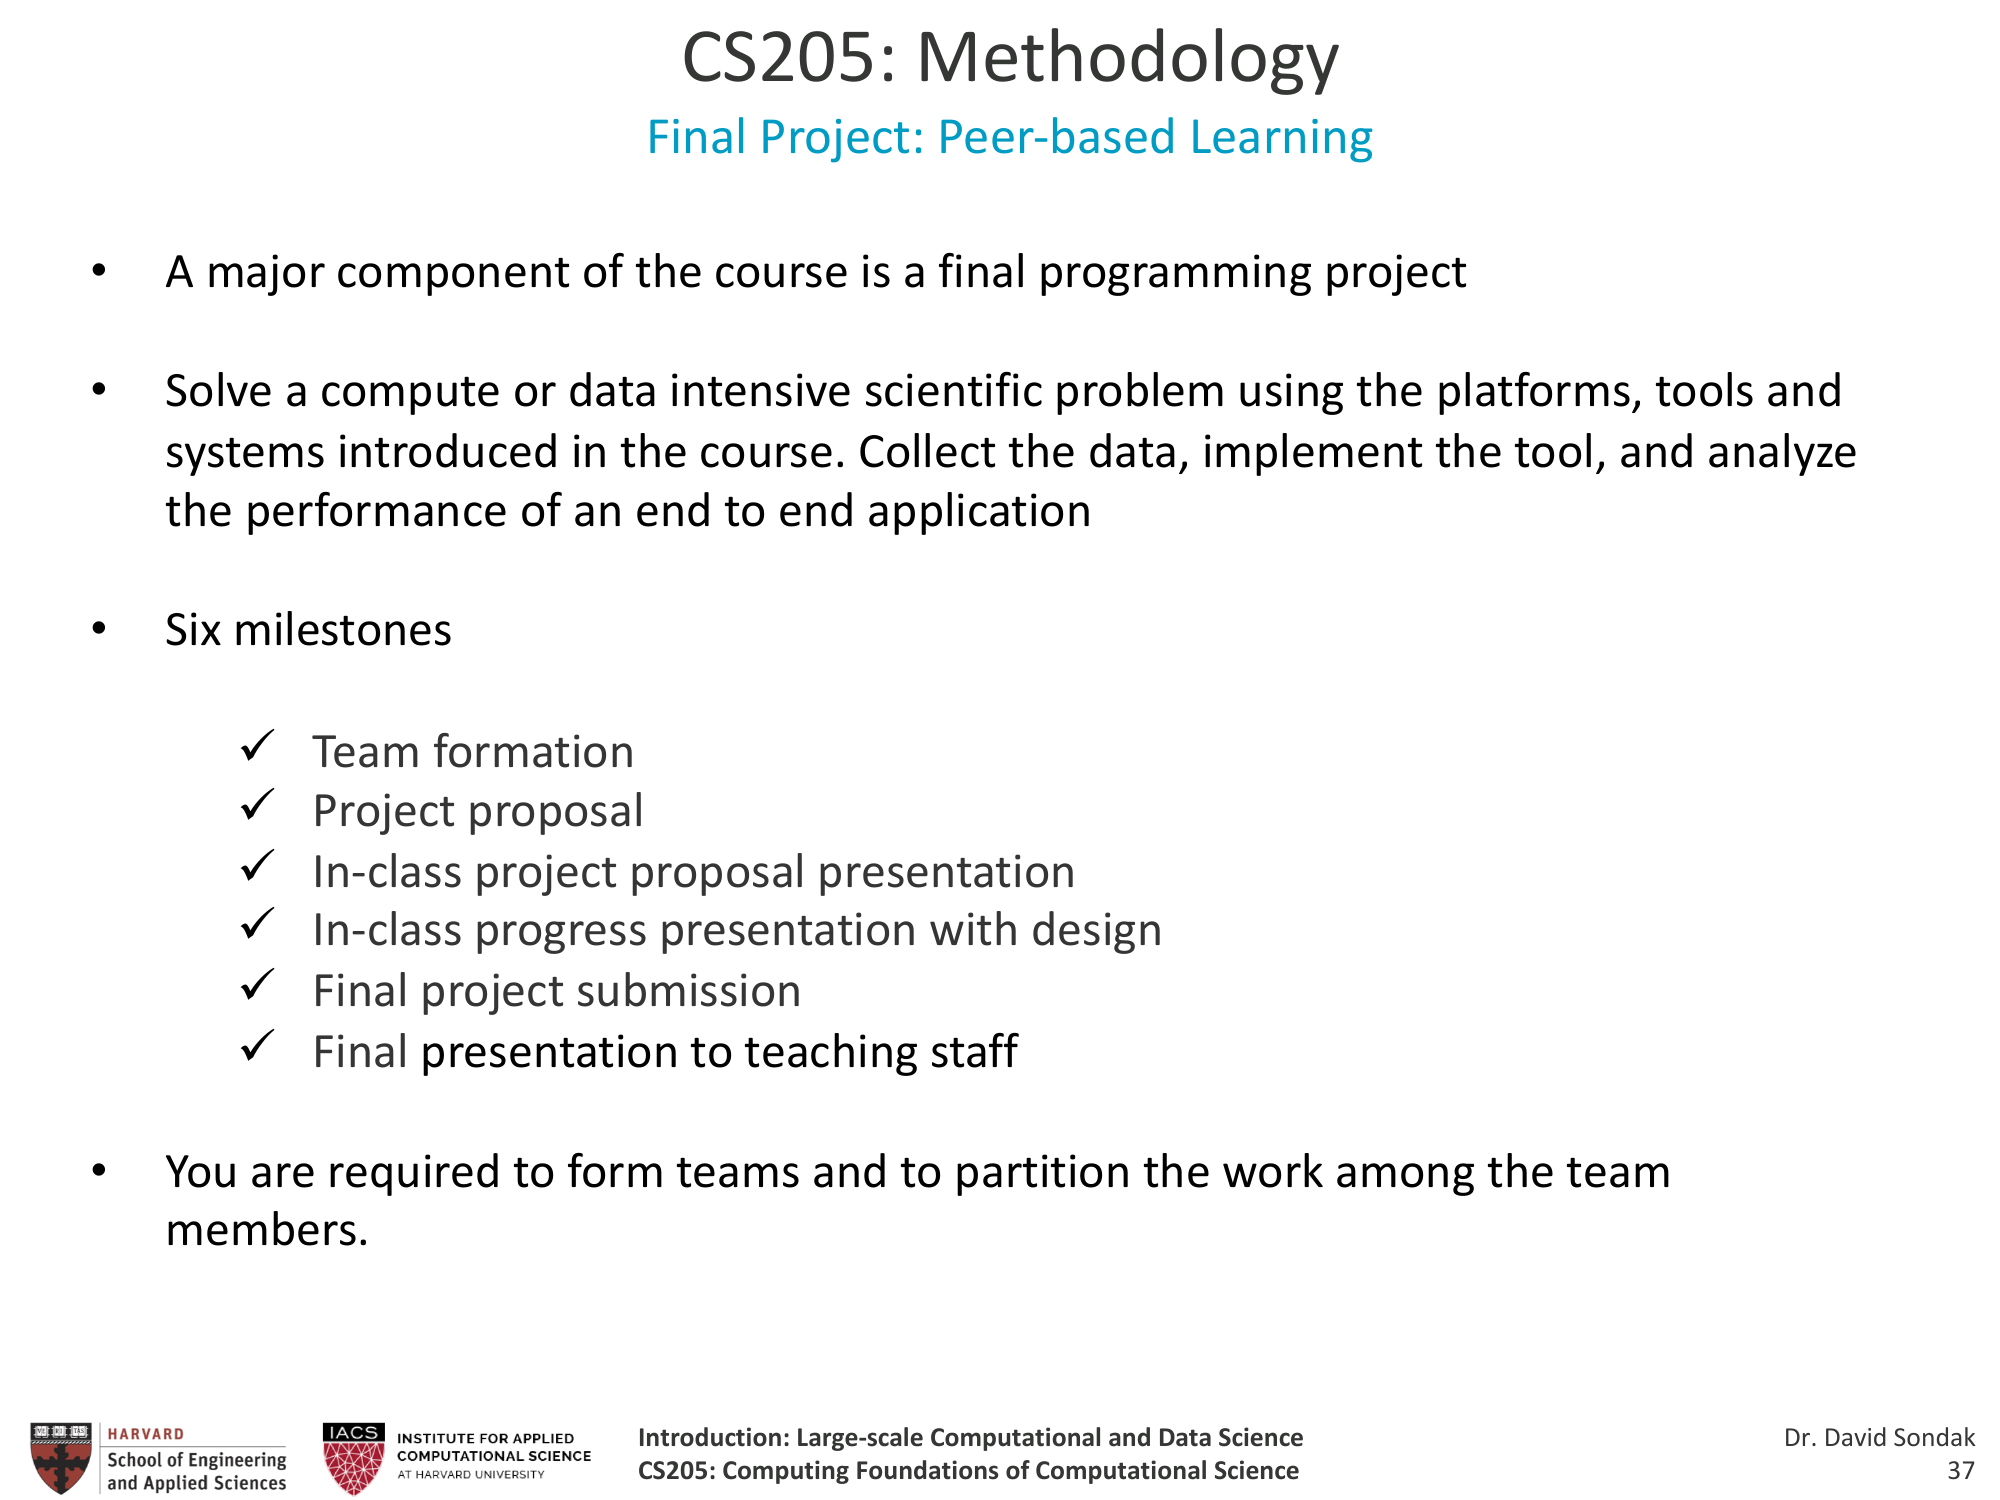 CS205: Methodology
Final Project: Peer-based Learning
• A major component of the course is a final programming project
• Solve a compute or data intensive scientific problem using the platforms, tools and
systems introduced in the course. Collect the data, implement the tool, and analyze
the performance of an end to end application
• Six milestones
✓ Team formation
✓ Project proposal
✓ In-class project proposal presentation
✓ In-class progress presentation with design
✓ Final project submission
✓ Final presentation to teaching staff
• You are required to form teams and to partition the work among the team
members.
HARVARD
School of Engineering
and Applied Sciences
IACS
INSTITUTE FOR APPLIED
COMPUTATIONAL SCIENCE
AT HARVARD UNIVERSITY
Introduction: Large-scale Computational and Data Science
CS205: Computing Foundations of Computational Science
Dr. David Sondak
37